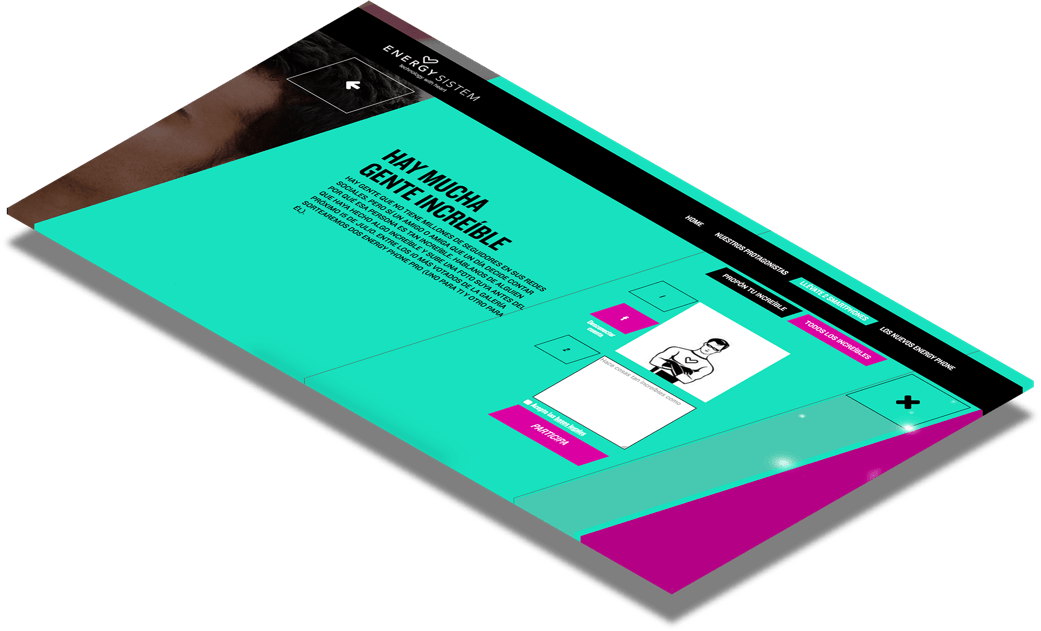 ENERGY SISTEM
technology with heart
HOME
NUESTROS PROTAGONISTAS
LLÉVATE 2 SMARTPHONES
LOS NUEVOS ENERGY PHONE
PROPÓN TU INCREÍBLE
TODOS LOS INCREÍBLES
HAY MUCHA
GENTE INCREÍBLE
HAY GENTE QUE NO TIENE MILLONES DE SEGUIDORES EN SUS REDES
SOCIALES. PERO SI UN AMIGO O AMIGA QUE UN DÍA DECIDE CONTAR
POR QUÉ ESA PERSONA ES TAN INCREÍBLE. HÁBLANOS DE ALGUIEN
QUE HAYA HECHO ALGO INCREÍBLE Y SUBE UNA FOTO SUYA ANTES DEL
PRÓXIMO 15 DE JULIO. ENTRE LOS 10 MÁS VOTADOS DE LA GALERÍA
SORTEAREMOS DOS ENERGY PHONE PRO (UNO PARA TI Y OTRO PARA
ÉL).
1
f
2
Hace cosas tan increíbles como
Acepto las bases legales
PARTICIPA